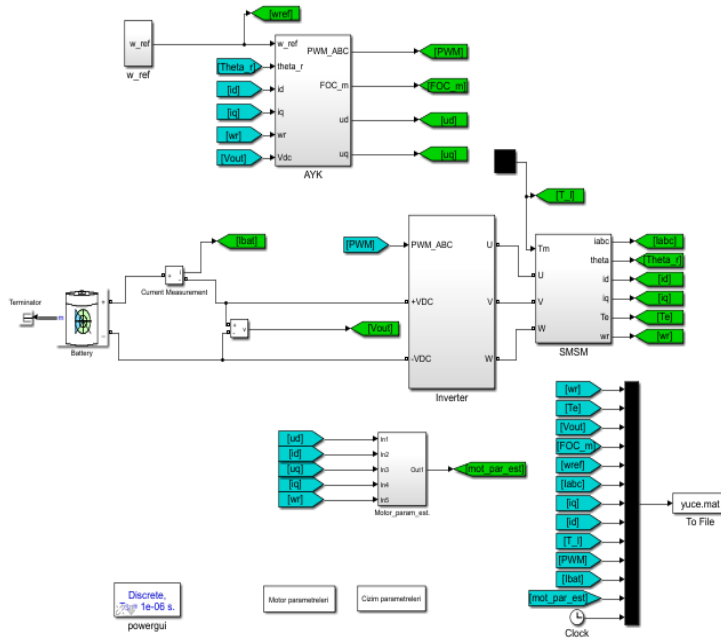 [wref]
w_ref
w_ref
w_ref
[Theta_r]
theta_r
[id]
id
[iq]
iq
[wr]
wr
[Vout]
Vdc
PWM_ABC
FOC_m
ud
uq
AYK
[PWM]
[FOC_m]
[ud]
[uq]
[T_l]
[Ibat]
i
+
-
Current Measurement
Terminator
m
+
-
Battery
+
-
v
[Vout]
[PWM]
PWM_ABC
+VDC
-VDC
U
V
W
Inverter
Tm
U
V
W
iabc
theta
id
iq
Te
wr
SMSM
[Iabc]
[Theta_r]
[id]
[iq]
[Te]
[wr]
[ud]
[id]
[uq]
[iq]
[wr]
In1
In2
In3
In4
In5
Out1
Motor_param_est.
[mot_par_est]
[wr]
[Te]
[Vout]
[FOC_m]
[wref]
[Iabc]
[iq]
[id]
[T_l]
[PWM]
[Ibat]
[mot_par_est]
Clock
yuce.mat
To File
Discrete,
1e-06 s.
powergui
Motor parametreleri
Cizim parametreleri